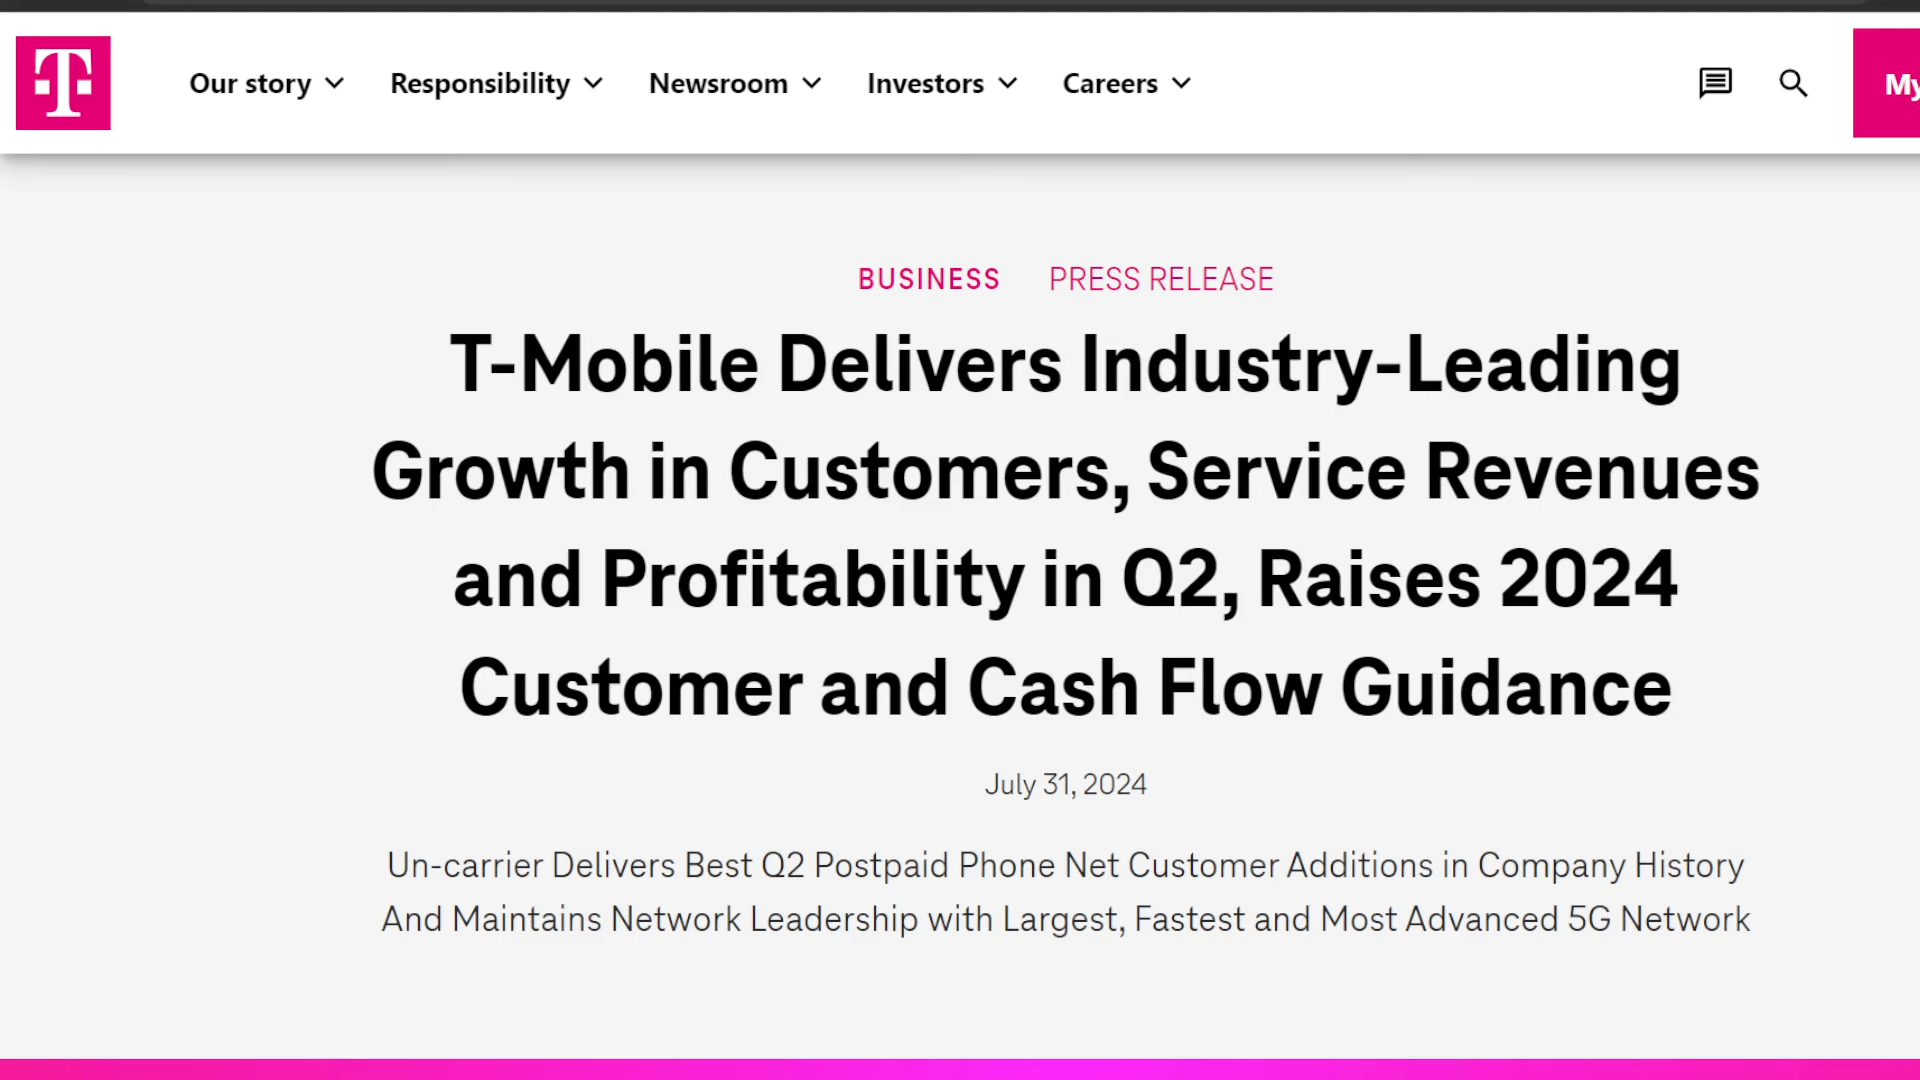 T
Our story Responsibility Newsroom Investors Careers My
BUSINESS PRESS RELEASE
T-Mobile Delivers Industry-Leading
Growth in Customers, Service Revenues
and Profitability in Q2, Raises 2024
Customer and Cash Flow Guidance
July 31, 2024
Un-carrier Delivers Best Q2 Postpaid Phone Net Customer Additions in Company History
And Maintains Network Leadership with Largest, Fastest and Most Advanced 5G Network